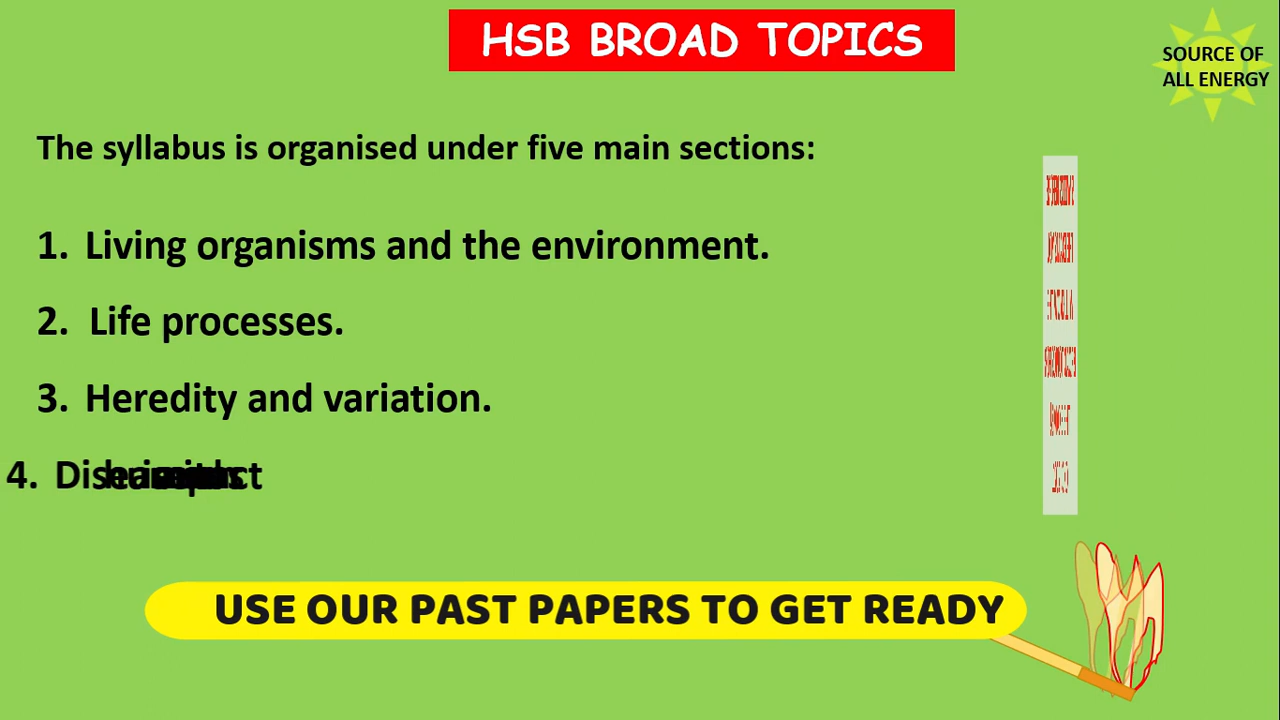 HSB BROAD TOPICS
SOURCE OF
ALL ENERGY
The syllabus is organised under five main sections:
1. Living organisms and the environment.
2. Life processes.
3. Heredity and variation.
4.
USE OUR PAST PAPERS TO GET READY